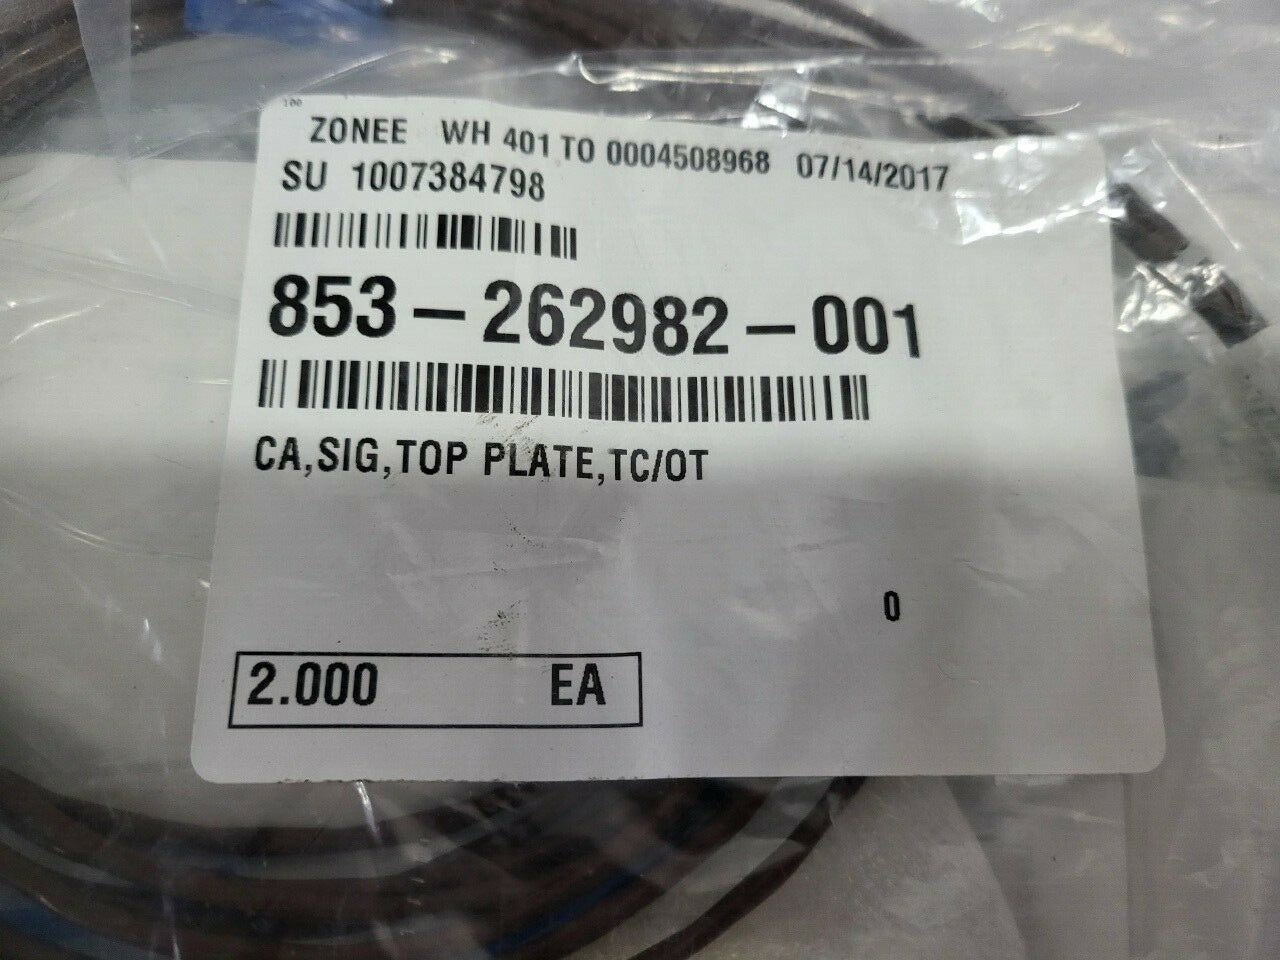 100
ZONEE WH 401 TO 0004508968 07/14/2017
SU 1007384798
853-262982-001
CA,SIG,TOP PLATE,TC/OT
0
2.000 EA